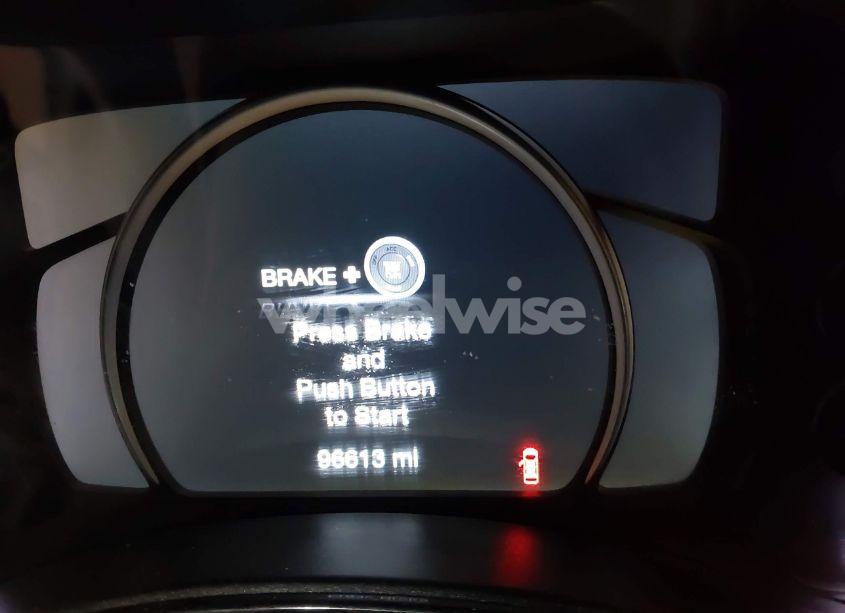 BRAKE +
wheelwise
Press Brake
and
Push Button
to Start
96613 mi